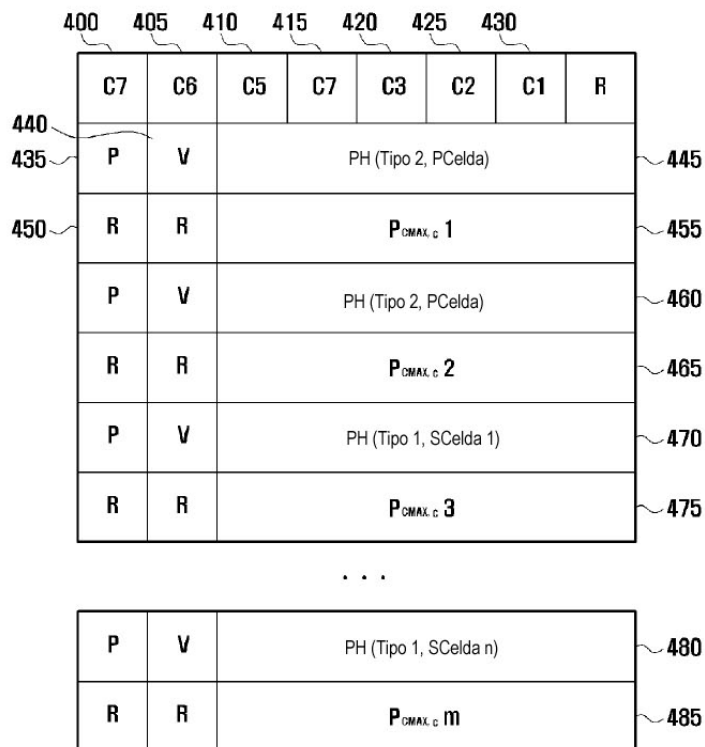 400 405 410 415 420 425 430
C7 C6 C5 C7 C3 C2 C1 R
440
435 P V PH (Tipo 2, PCelda) 445
450 R R PCMAX, c 1 455
P V PH (Tipo 2, PCelda) 460
R R PCMAX, c 2 465
P V PH (Tipo 1, SCelda 1) 470
R R PCMAX, c 3 475
. . .
P V PH (Tipo 1, SCelda n) 480
R R PCMAX, c m 485